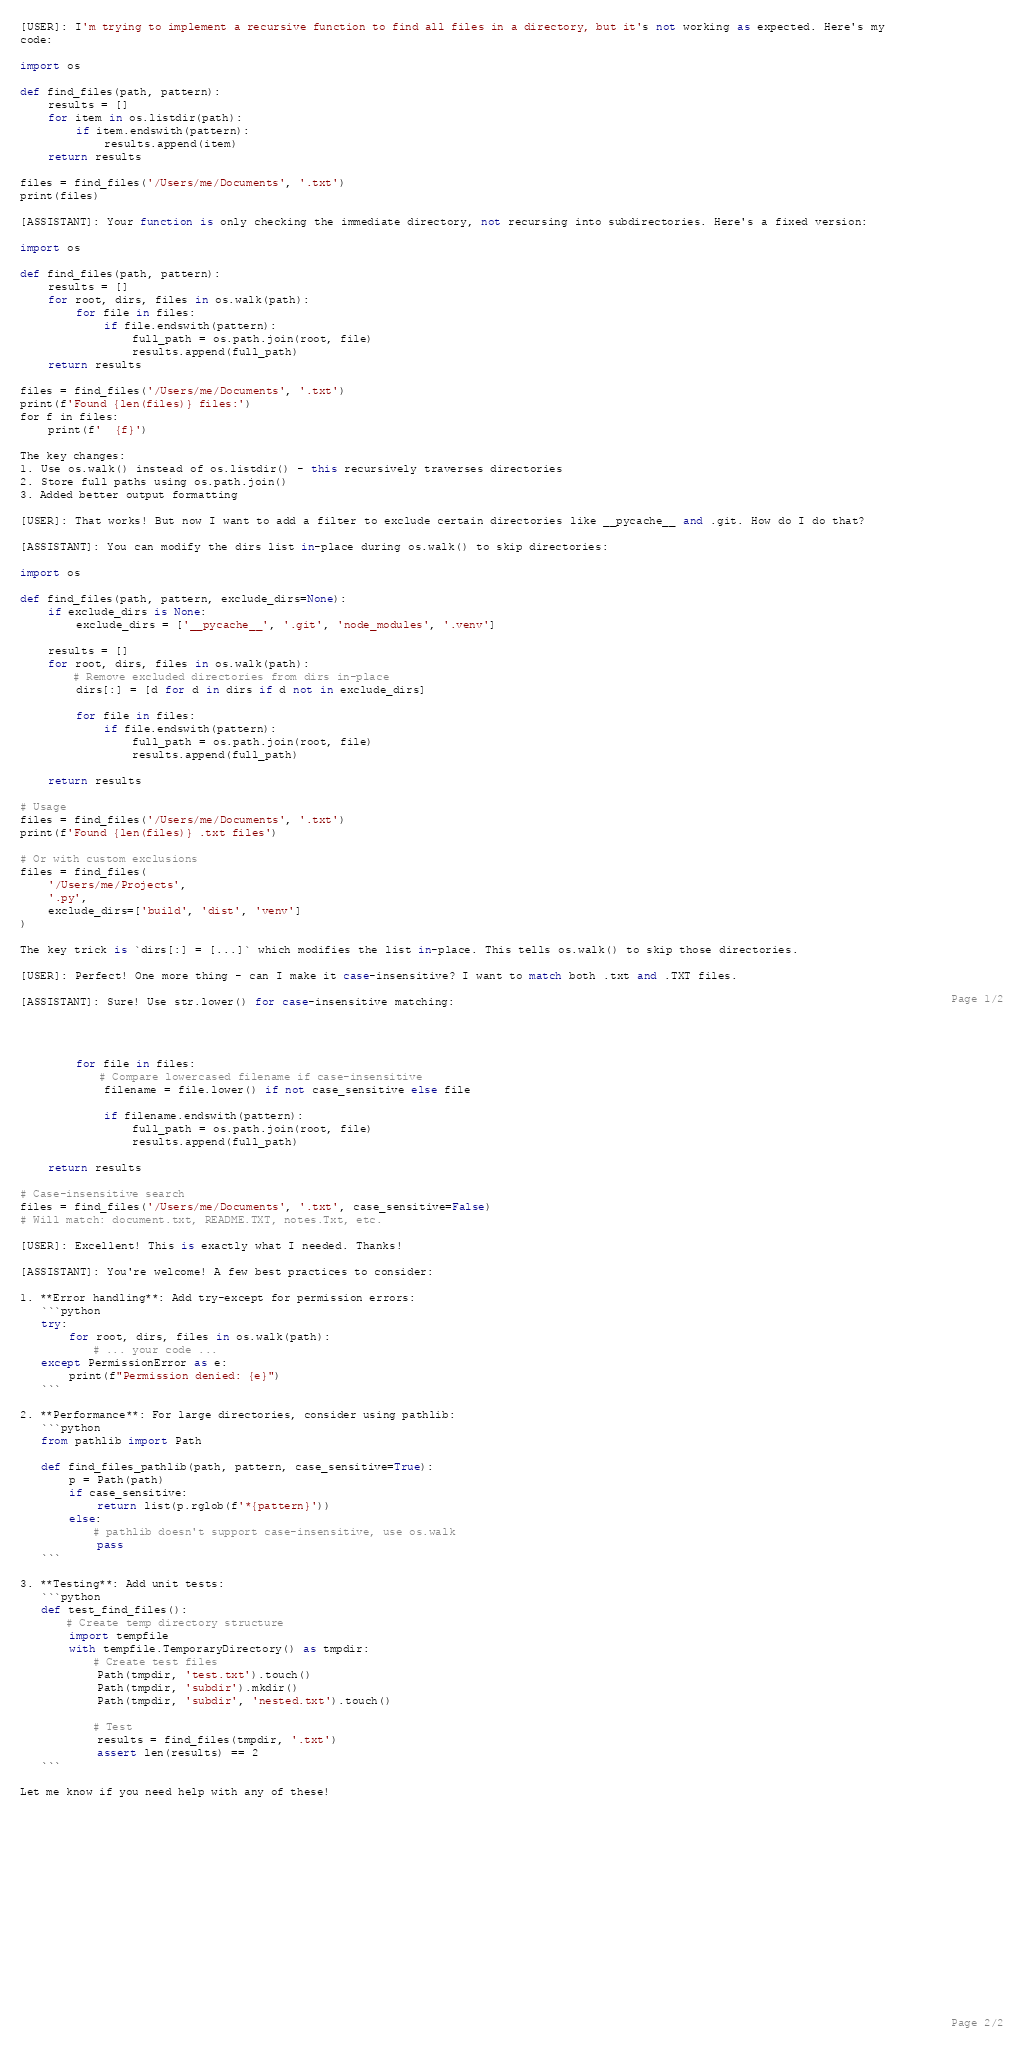 [USER]: I'm trying to implement a recursive function to find all files in a directory, but it's not working as expected. Here's my
code:

import os

def find_files(path, pattern):
    results = []
    for item in os.listdir(path):
        if item.endswith(pattern):
            results.append(item)
    return results

files = find_files('/Users/me/Documents', '.txt')
print(files)

[ASSISTANT]: Your function is only checking the immediate directory, not recursing into subdirectories. Here's a fixed version:

import os

def find_files(path, pattern):
    results = []
    for root, dirs, files in os.walk(path):
        for file in files:
            if file.endswith(pattern):
                full_path = os.path.join(root, file)
                results.append(full_path)
    return results

files = find_files('/Users/me/Documents', '.txt')
print(f'Found {len(files)} files:')
for f in files:
    print(f'  {f}')

The key changes:
1. Use os.walk() instead of os.listdir() - this recursively traverses directories
2. Store full paths using os.path.join()
3. Added better output formatting

[USER]: That works! But now I want to add a filter to exclude certain directories like __pycache__ and .git. How do I do that?

[ASSISTANT]: You can modify the dirs list in-place during os.walk() to skip directories:

import os

def find_files(path, pattern, exclude_dirs=None):
    if exclude_dirs is None:
        exclude_dirs = ['__pycache__', '.git', 'node_modules', '.venv']

    results = []
    for root, dirs, files in os.walk(path):
        # Remove excluded directories from dirs in-place
        dirs[:] = [d for d in dirs if d not in exclude_dirs]

        for file in files:
            if file.endswith(pattern):
                full_path = os.path.join(root, file)
                results.append(full_path)

    return results

# Usage
files = find_files('/Users/me/Documents', '.txt')
print(f'Found {len(files)} .txt files')

# Or with custom exclusions
files = find_files(
    '/Users/me/Projects',
    '.py',
    exclude_dirs=['build', 'dist', 'venv']
)

The key trick is `dirs[:] = [...]` which modifies the list in-place. This tells os.walk() to skip those directories.

[USER]: Perfect! One more thing - can I make it case-insensitive? I want to match both .txt and .TXT files.

[ASSISTANT]: Sure! Use str.lower() for case-insensitive matching:
Page 1/2

        for file in files:
            # Compare lowercased filename if case-insensitive
            filename = file.lower() if not case_sensitive else file

            if filename.endswith(pattern):
                full_path = os.path.join(root, file)
                results.append(full_path)

    return results

# Case-insensitive search
files = find_files('/Users/me/Documents', '.txt', case_sensitive=False)
# Will match: document.txt, README.TXT, notes.Txt, etc.

[USER]: Excellent! This is exactly what I needed. Thanks!

[ASSISTANT]: You're welcome! A few best practices to consider:

1. **Error handling**: Add try-except for permission errors:
   ```python
   try:
       for root, dirs, files in os.walk(path):
           # ... your code ...
   except PermissionError as e:
       print(f"Permission denied: {e}")
   ```

2. **Performance**: For large directories, consider using pathlib:
   ```python
   from pathlib import Path

   def find_files_pathlib(path, pattern, case_sensitive=True):
       p = Path(path)
       if case_sensitive:
           return list(p.rglob(f'*{pattern}'))
       else:
           # pathlib doesn't support case-insensitive, use os.walk
           pass
   ```

3. **Testing**: Add unit tests:
   ```python
   def test_find_files():
       # Create temp directory structure
       import tempfile
       with tempfile.TemporaryDirectory() as tmpdir:
           # Create test files
           Path(tmpdir, 'test.txt').touch()
           Path(tmpdir, 'subdir').mkdir()
           Path(tmpdir, 'subdir', 'nested.txt').touch()

           # Test
           results = find_files(tmpdir, '.txt')
           assert len(results) == 2
   ```

Let me know if you need help with any of these!
Page 2/2